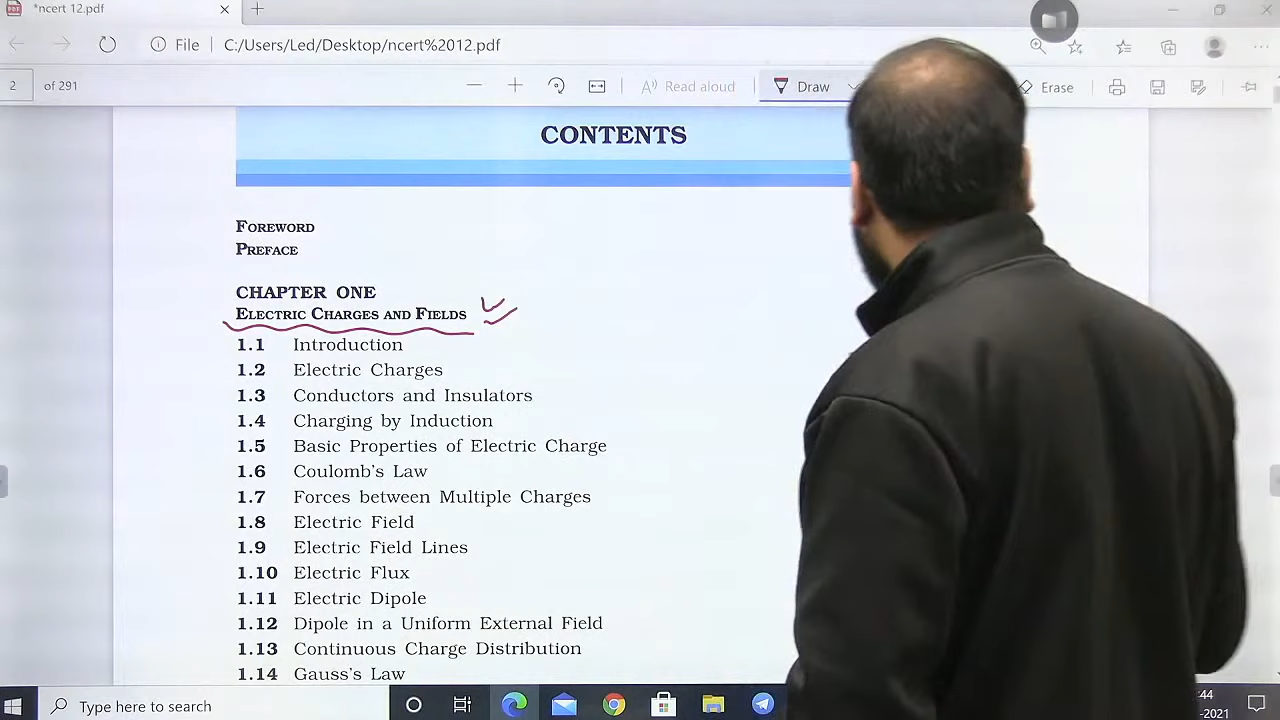 *ncert 12.pdf
File C:/Users/Led/Desktop/ncert%2012.pdf
2 of 291 Read aloud Draw Erase
CONTENTS
FOREWORD
PREFACE
CHAPTER ONE
ELECTRIC CHARGES AND FIELDS
1.1 Introduction
1.2 Electric Charges
1.3 Conductors and Insulators
1.4 Charging by Induction
1.5 Basic Properties of Electric Charge
1.6 Coulomb's Law
1.7 Forces between Multiple Charges
1.8 Electric Field
1.9 Electric Field Lines
1.10 Electric Flux
1.11 Electric Dipole
1.12 Dipole in a Uniform External Field
1.13 Continuous Charge Distribution
1.14 Gauss's Law
Type here to search
:44
-2021